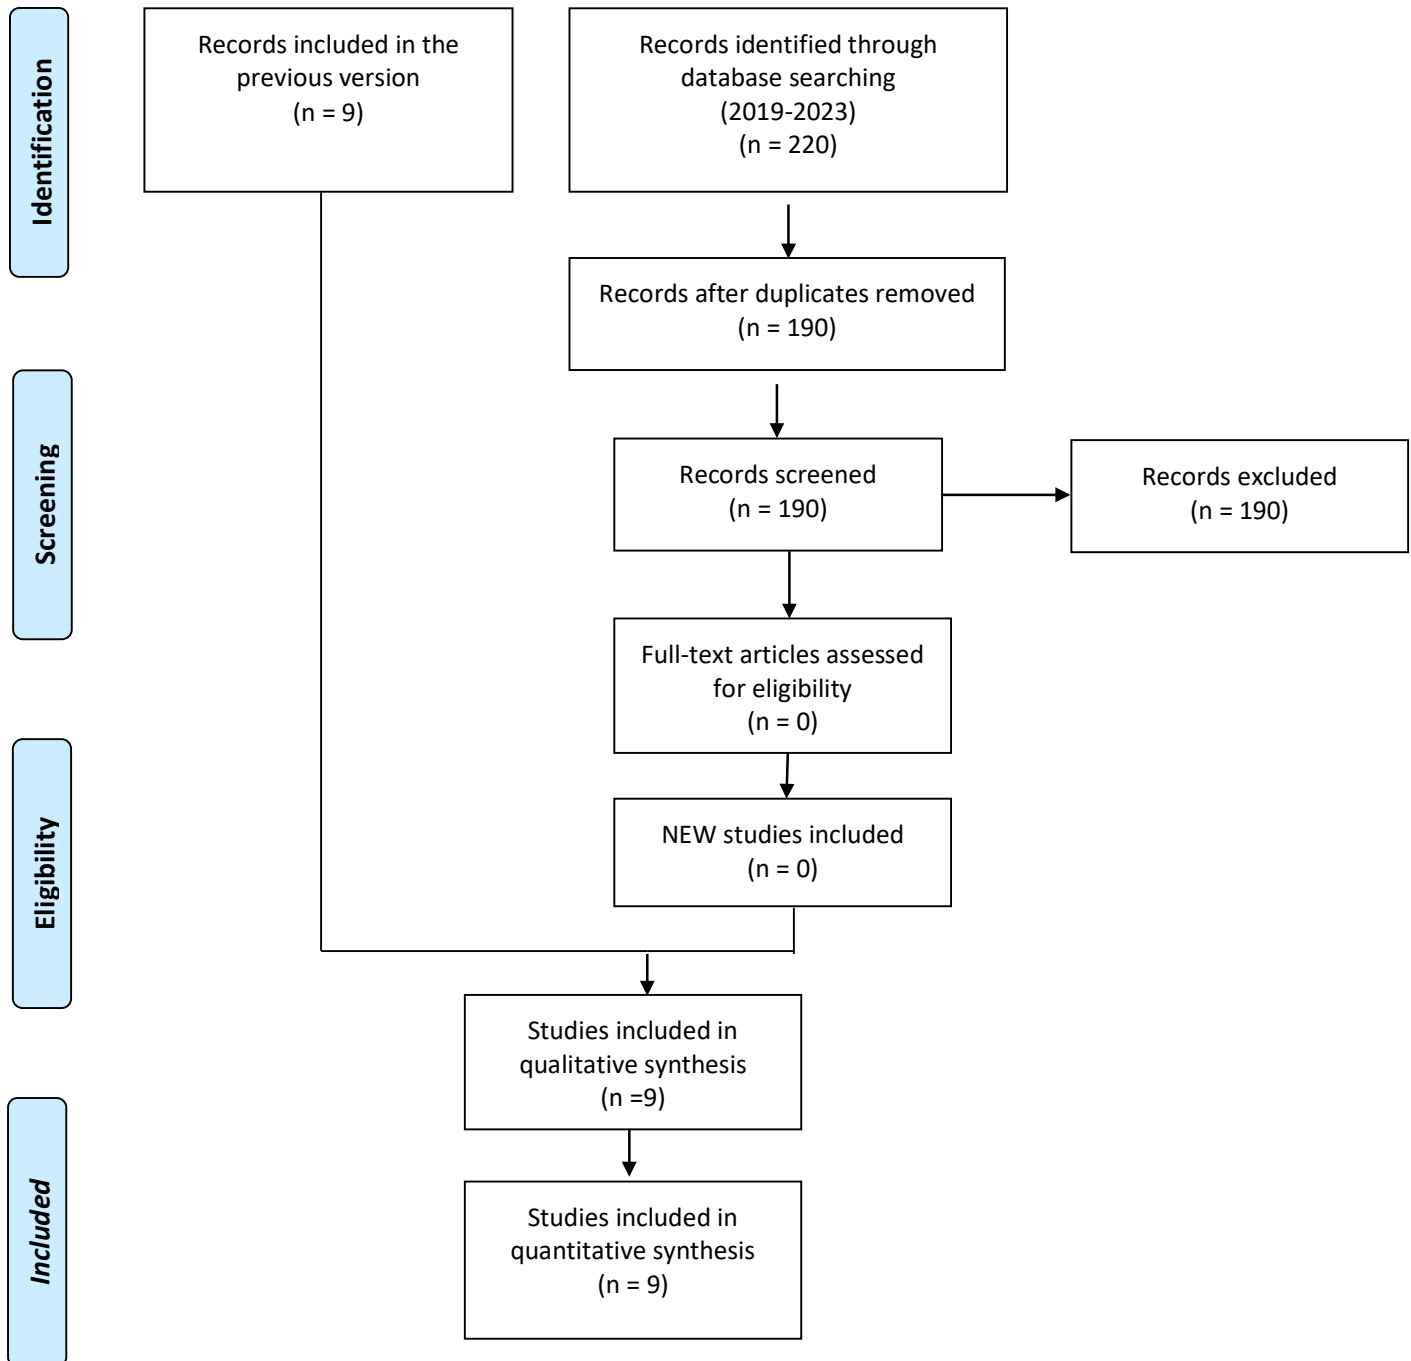 Identification
Records included in the
previous version
(n = 9)
Records identified through
database searching
(2019-2023)
(n = 220)
Records after duplicates removed
(n = 190)
Screening
Records screened
(n = 190)
Records excluded
(n = 190)
Full-text articles assessed
for eligibility
(n = 0)
Eligibility
NEW studies included
(n = 0)
Studies included in
qualitative synthesis
(n =9)
Included
Studies included in
quantitative synthesis
(n = 9)